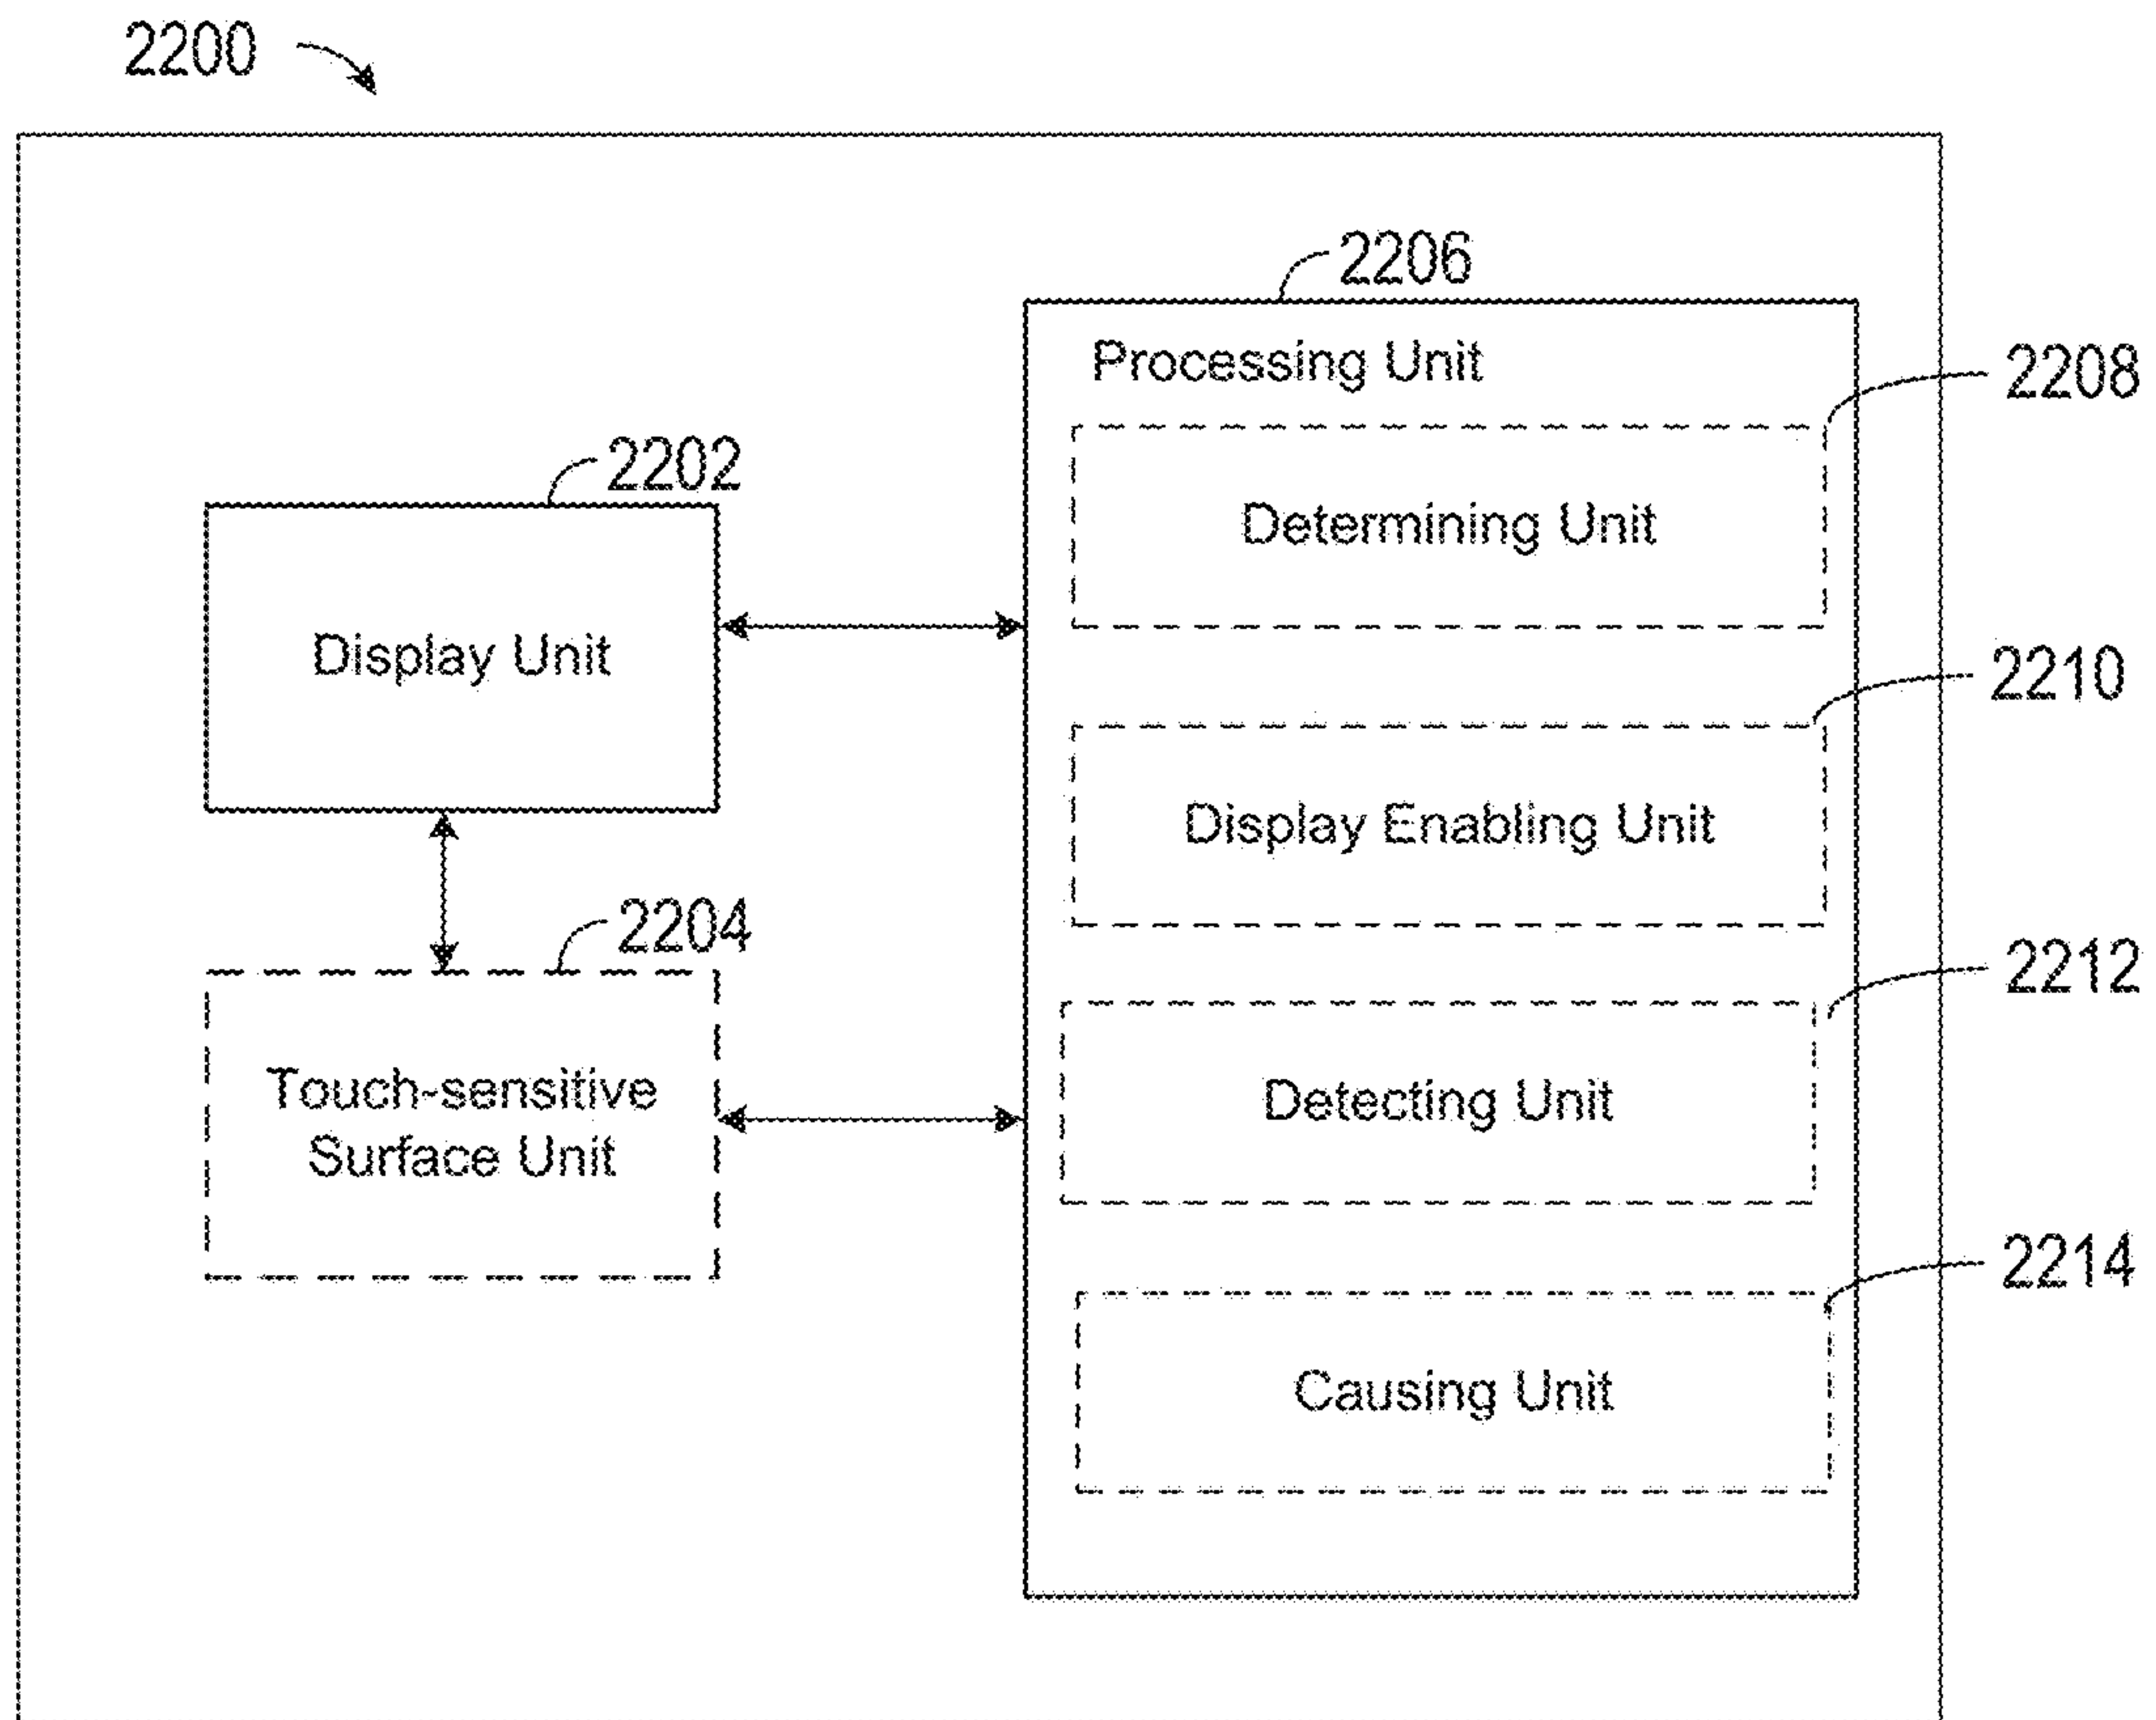 2200
2206
Processing Unit
2208
Determining Unit
2202
Display Unit
2210
Display Enabling Unit
2204
Touch-sensitive
Surface Unit
2212
Detecting Unit
2214
Causing Unit